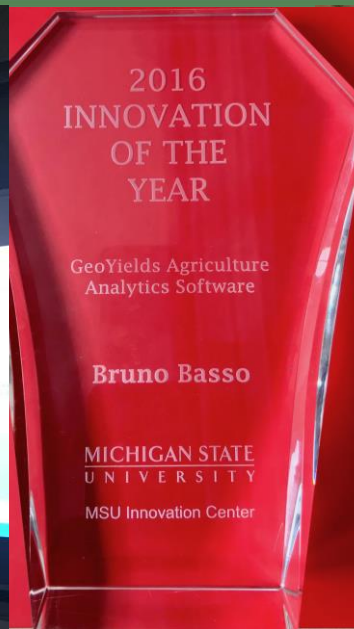 2016
INNOVATION
OF THE
YEAR
GeoYields Agriculture
Analytics Software
Bruno Basso
MICHIGAN STATE
UNIVERSITY
MSU Innovation Center